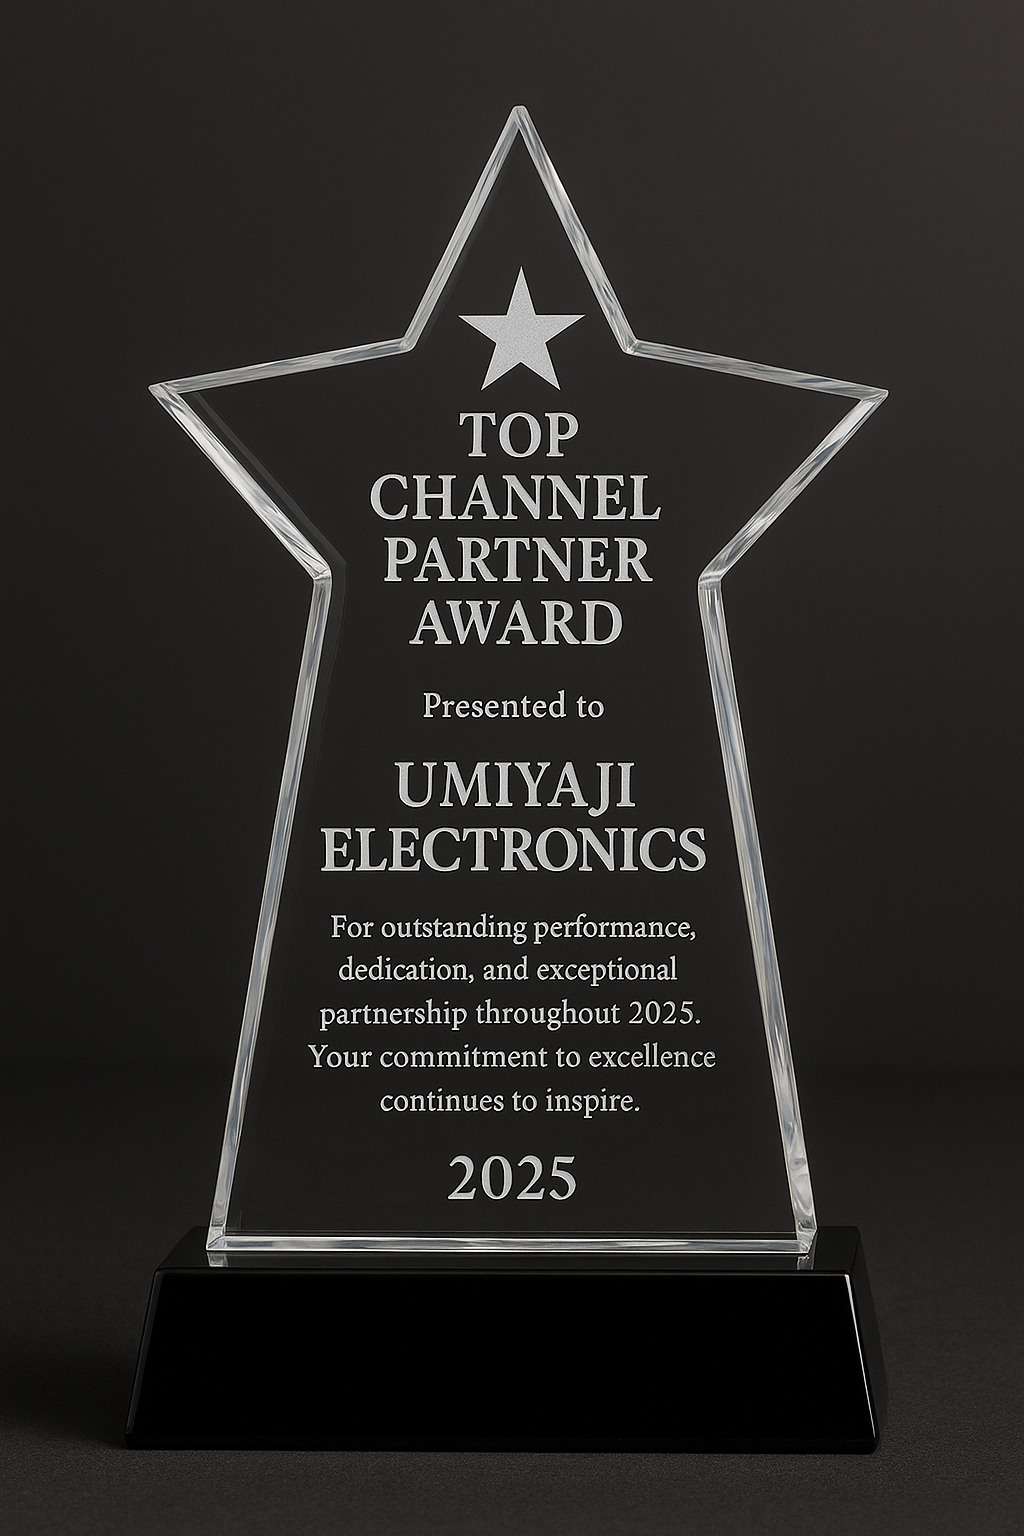 TOP
CHANNEL
PARTNER
AWARD
Presented to
UMIYAJI
ELECTRONICS
For outstanding performance,
dedication, and exceptional
partnership throughout 2025.
Your commitment to excellence
continues to inspire.
2025